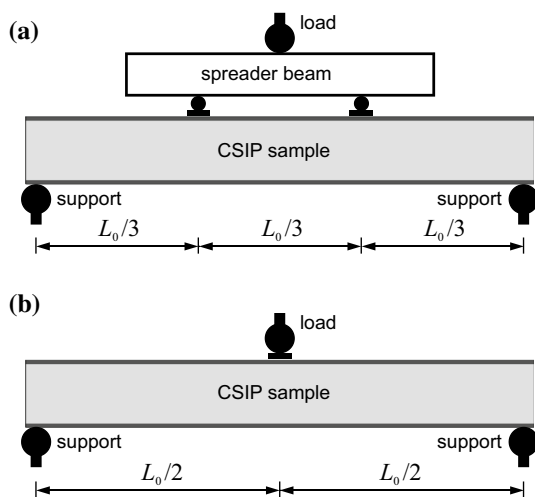 (a)
load
spreader beam
CSIP sample
support support
L₀/3 L₀/3 L₀/3
(b)
load
CSIP sample
support support
L₀/2 L₀/2